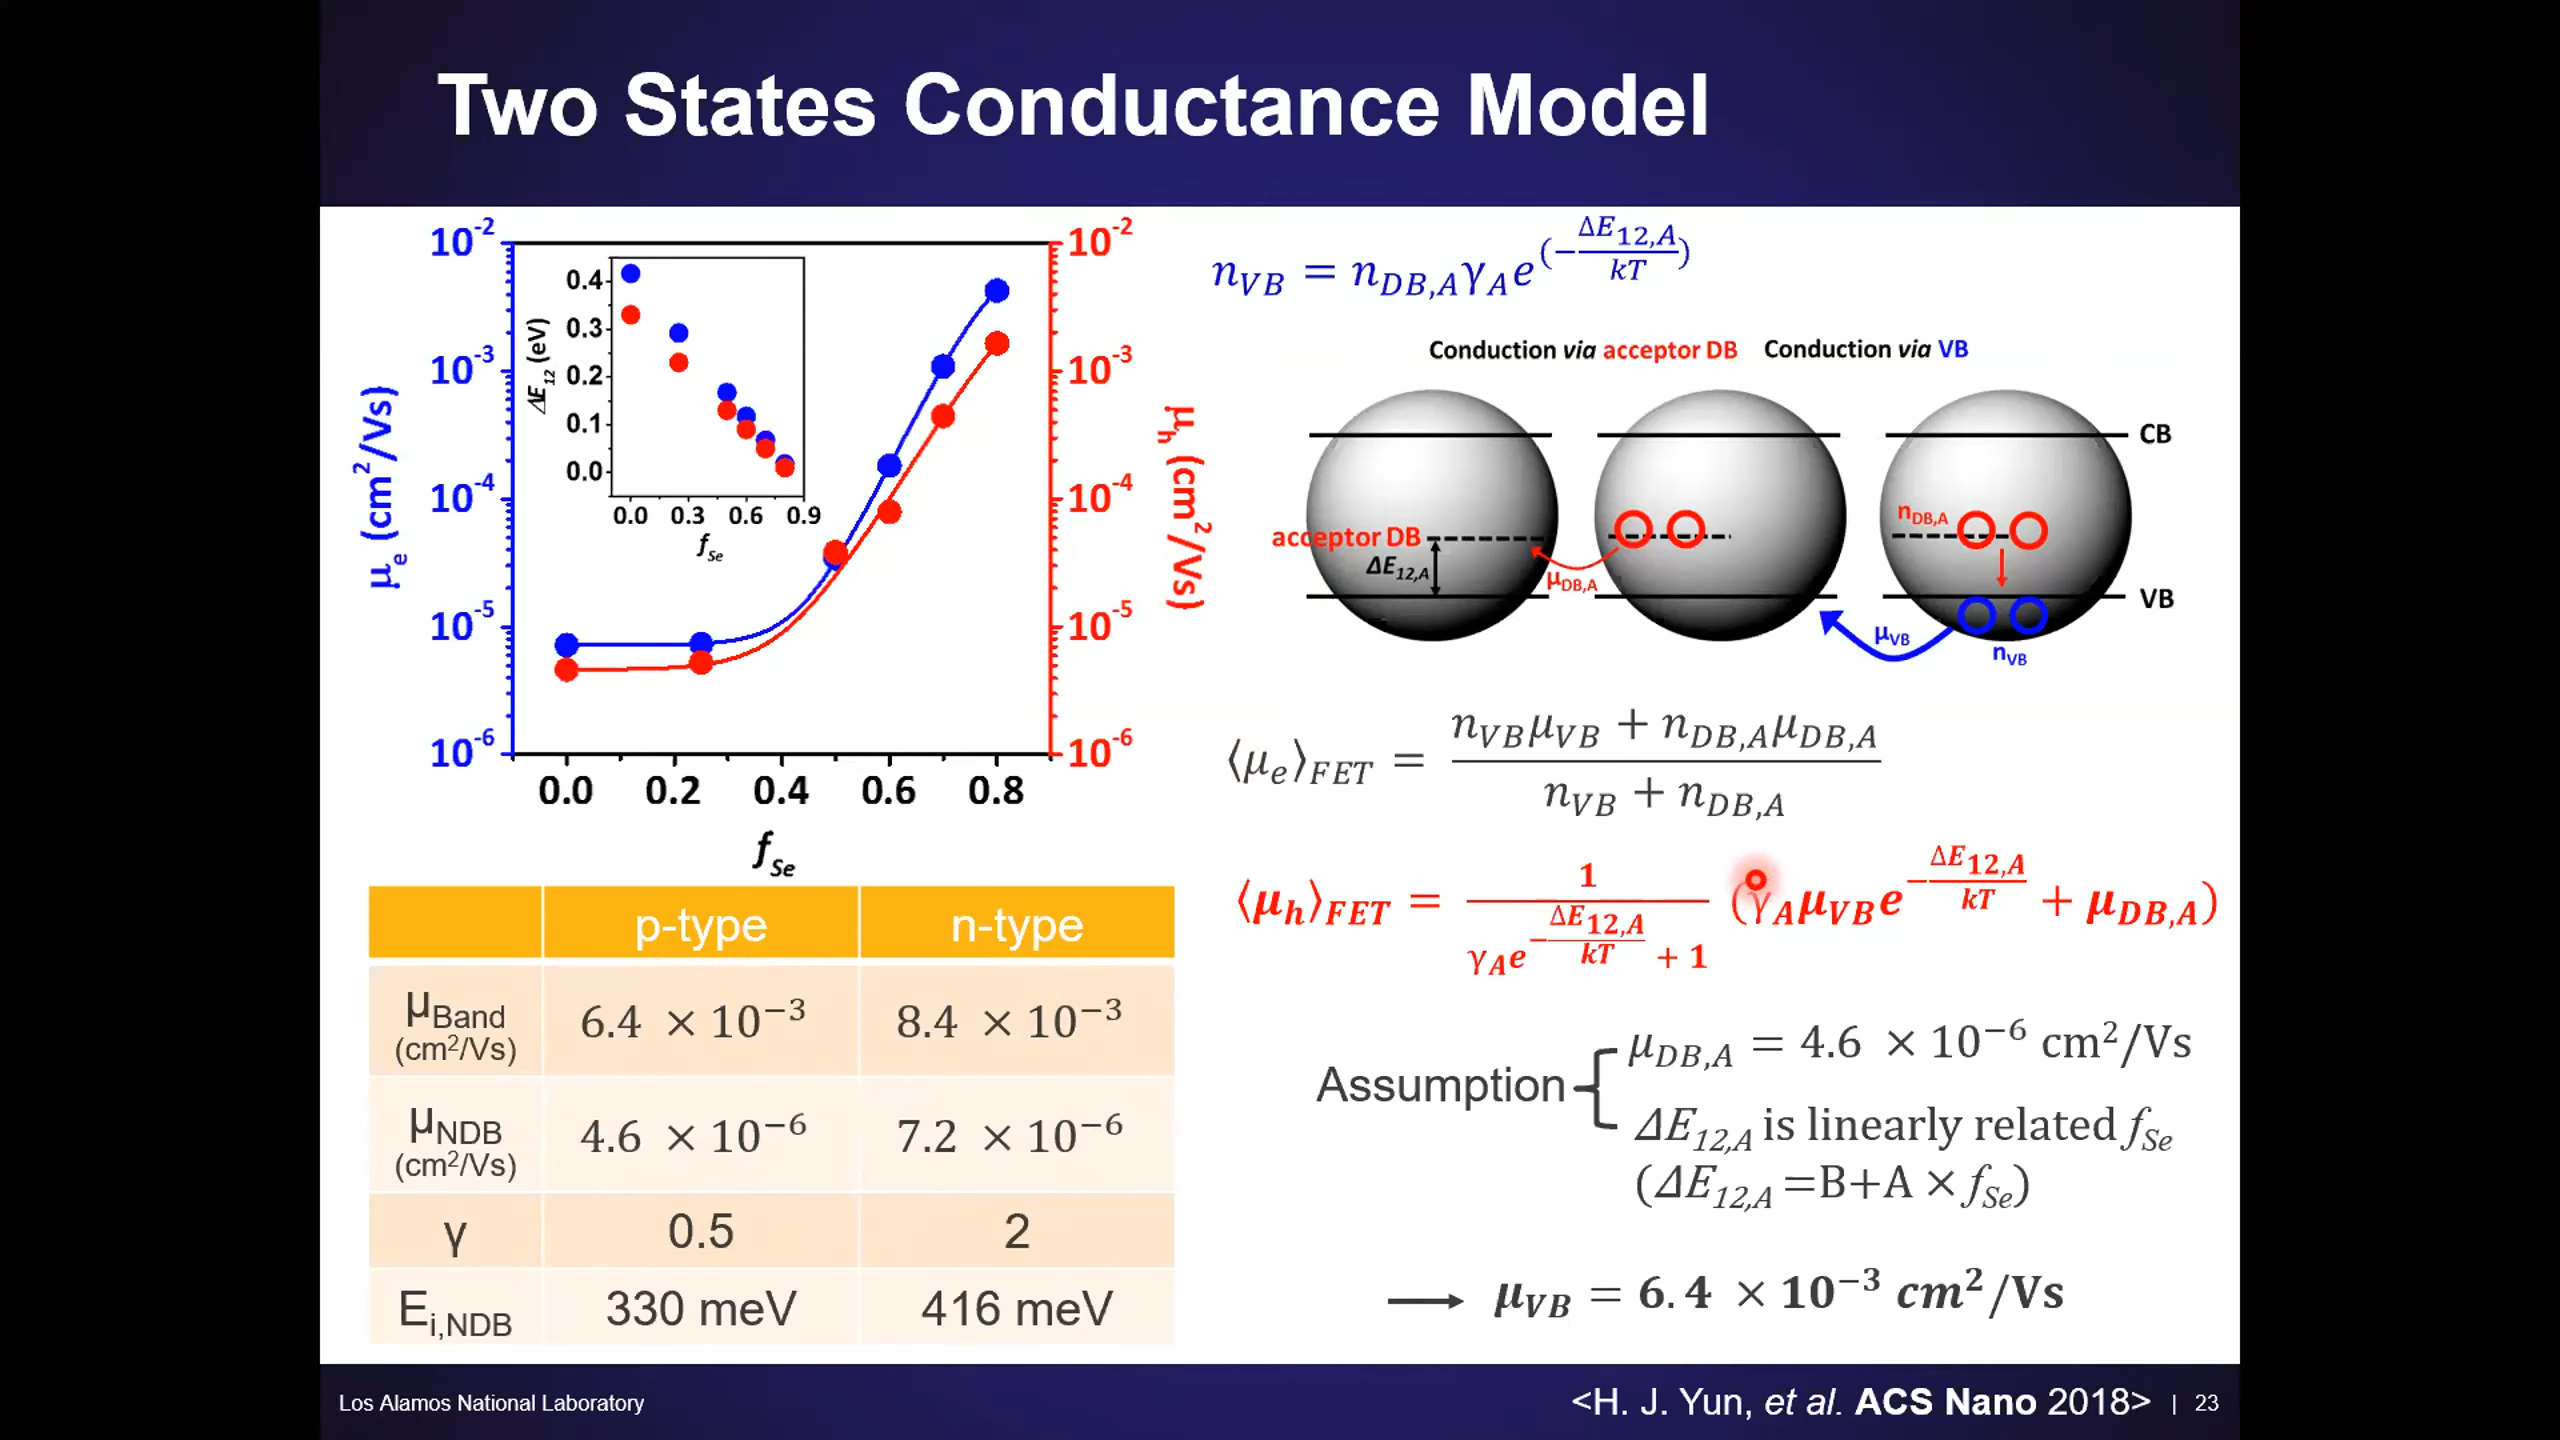 Two States Conductance Model
10⁻²
10⁻³
10⁻⁴
10⁻⁵
10⁻⁶
μₑ (cm²/Vs)
0.4
0.3
0.2
0.1
0.0
ΔE₁₂ (eV)
0.0 0.3 0.6 0.9
f_Se
10⁻²
10⁻³
10⁻⁴
10⁻⁵
10⁻⁶
μ_h (cm²/Vs)
0.0 0.2 0.4 0.6 0.8
f_Se
p-type n-type
μ_Band (cm²/Vs) 6.4 × 10⁻³ 8.4 × 10⁻³
μ_NDB (cm²/Vs) 4.6 × 10⁻⁶ 7.2 × 10⁻⁶
γ 0.5 2
E_i,NDB 330 meV 416 meV
n_VB = n_DB,A γ_A e^(−ΔE_12,A/kT)
Conduction via acceptor DB Conduction via VB
CB
acceptor DB
ΔE_12,A
μ_DB,A
n_DB,A
VB
μ_VB
n_VB
⟨μ_e⟩_FET = (n_VB μ_VB + n_DB,A μ_DB,A) / (n_VB + n_DB,A)
⟨μ_h⟩_FET = 1 / (γ_A e^(−ΔE_12,A/kT) + 1) (γ_A μ_VB e^(−ΔE_12,A/kT) + μ_DB,A)
Assumption
μ_DB,A = 4.6 × 10⁻⁶ cm²/Vs
ΔE_12,A is linearly related f_Se
(ΔE_12,A =B+A × f_Se)
→ μ_VB = 6.4 × 10⁻³ cm²/Vs
Los Alamos National Laboratory
<H. J. Yun, et al. ACS Nano 2018> | 23